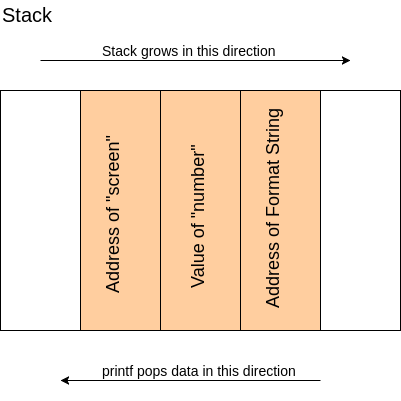 Stack
Stack grows in this direction
Address of "screen"
Value of "number"
Address of Format String
printf pops data in this direction